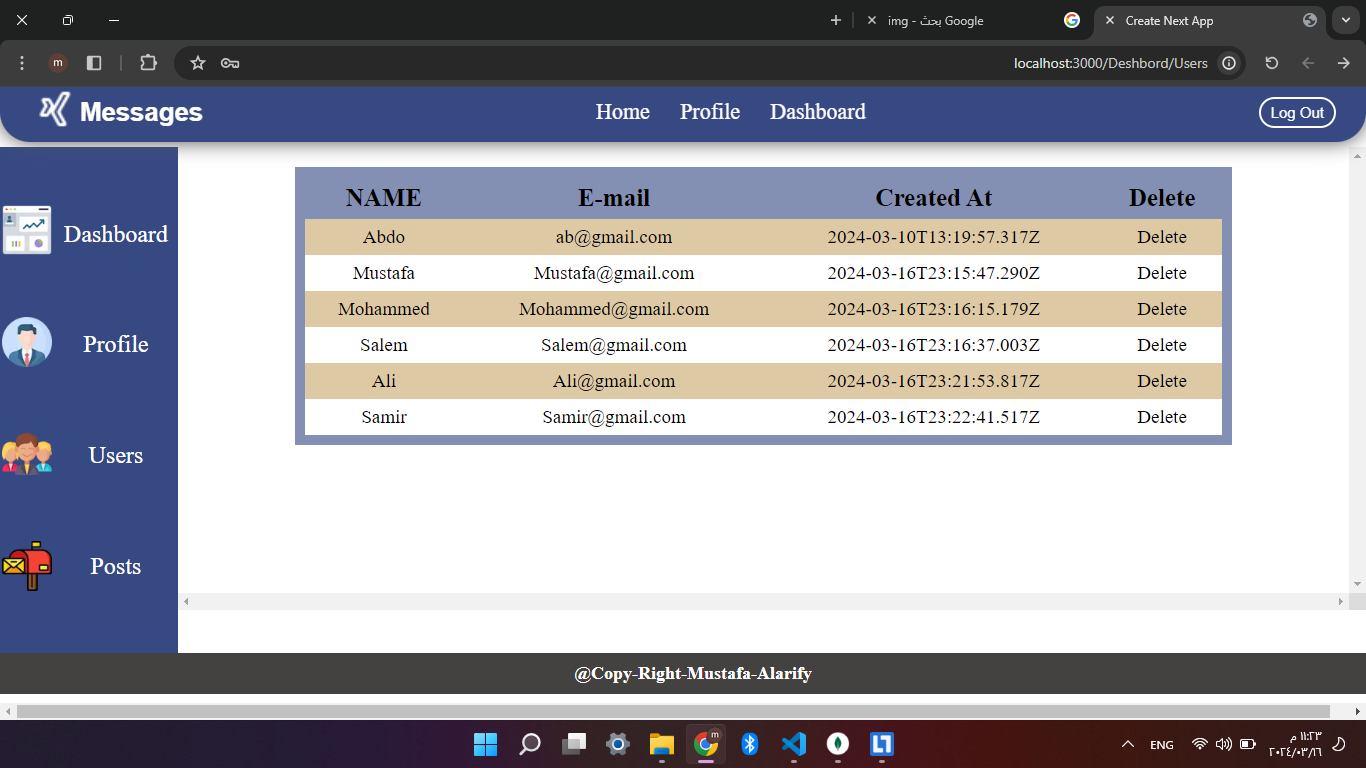 img - بحث Google
Create Next App
m
localhost:3000/Deshbord/Users
Messages
Home Profile Dashboard
Log Out
Dashboard
Profile
Users
Posts
NAME E-mail Created At Delete
Abdo ab@gmail.com 2024-03-10T13:19:57.317Z Delete
Mustafa Mustafa@gmail.com 2024-03-16T23:15:47.290Z Delete
Mohammed Mohammed@gmail.com 2024-03-16T23:16:15.179Z Delete
Salem Salem@gmail.com 2024-03-16T23:16:37.003Z Delete
Ali Ali@gmail.com 2024-03-16T23:21:53.817Z Delete
Samir Samir@gmail.com 2024-03-16T23:22:41.517Z Delete
@Copy-Right-Mustafa-Alarify
m
ENG
١١:٢٣ م
٢٠٢٤/٠٣/١٦